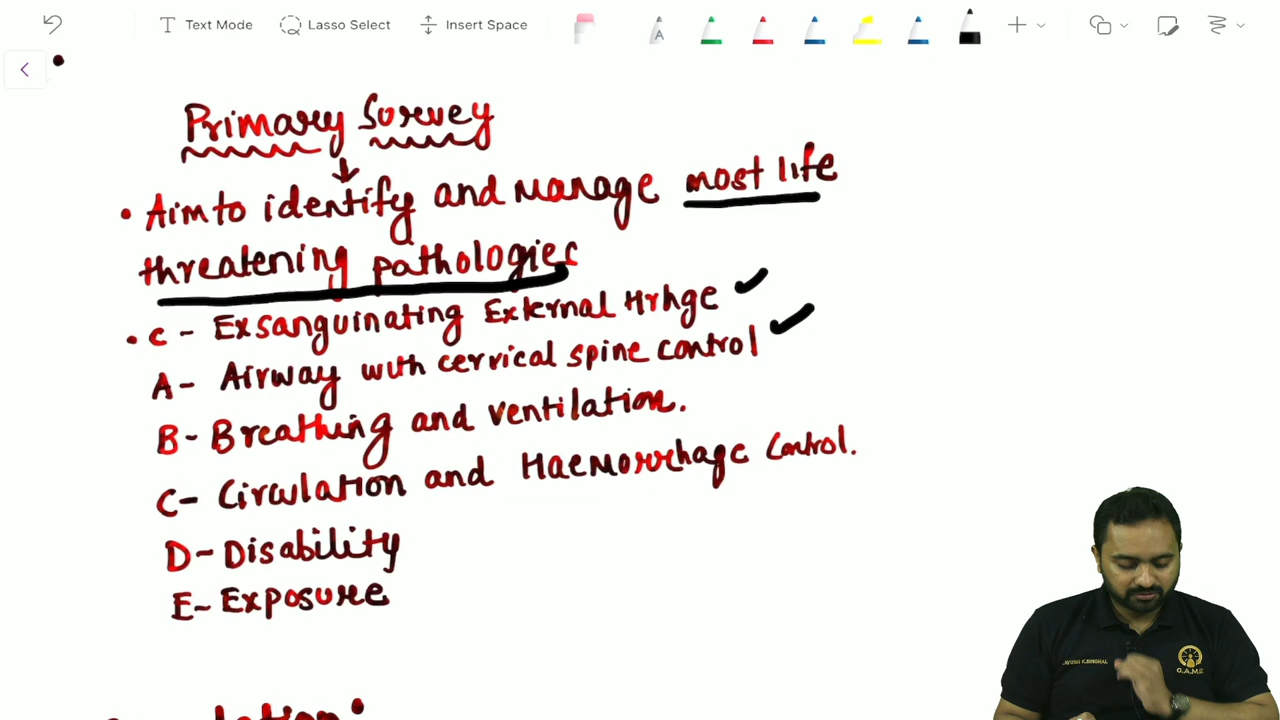 Text Mode
Lasso Select
Insert Space
Primary Survey
• Aim to identify and Manage most life
threatening pathologies
• C - Exsanguinating External Hrhge
A- Airway with cervical spine control
B- Breathing and ventilation.
C- Circulation and Haemorrhage Control.
D- Disability
E- Exposure
G.A.M.S